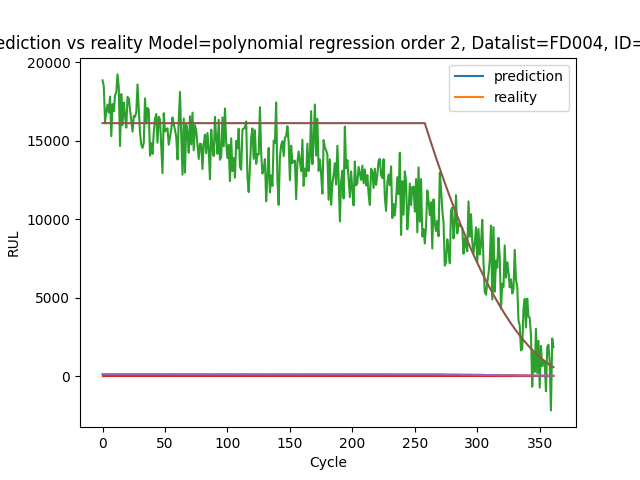 ediction vs reality Model=polynomial regression order 2, Datalist=FD004, ID=
prediction
reality
20000
15000
10000
5000
0
RUL
0 50 100 150 200 250 300 350
Cycle